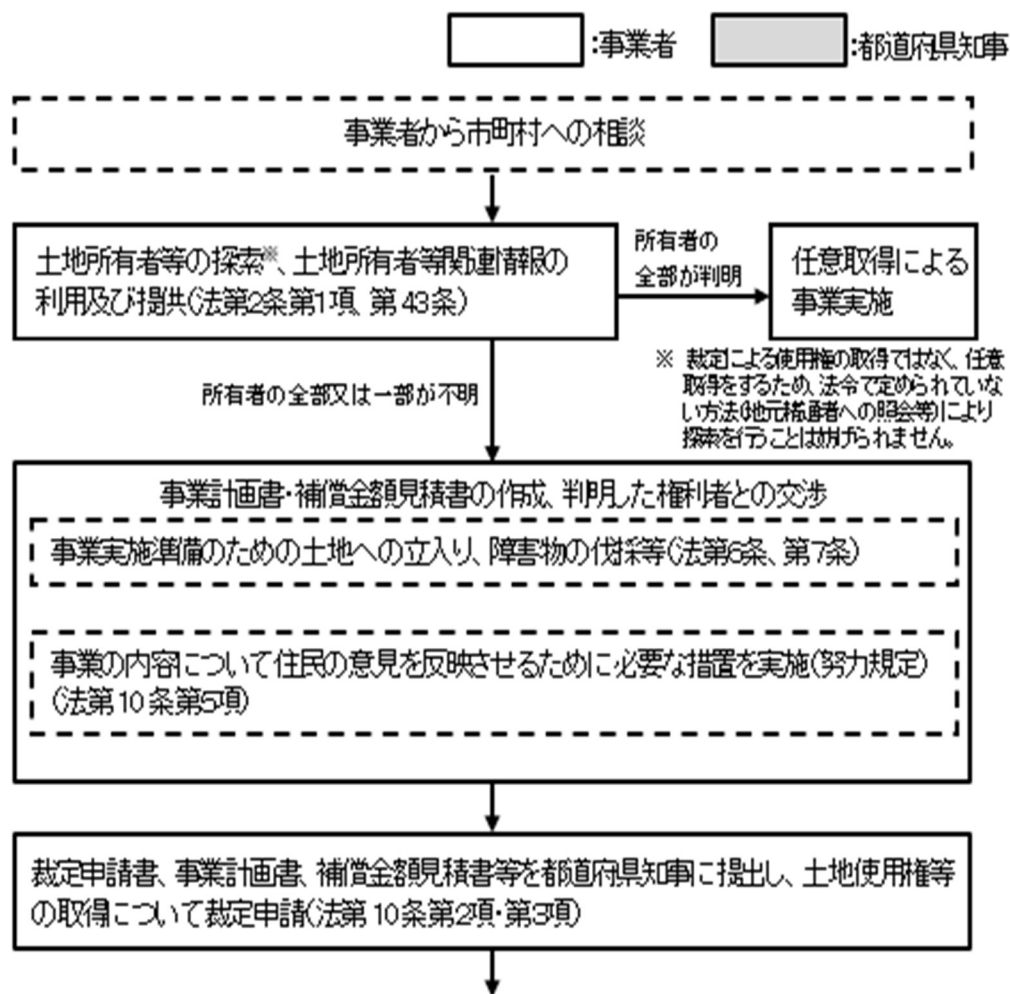 :事業者
:都道府県知事
事業者から市町村への相談
土地所有者等の探索※、土地所有者等関連情報の
利用及び提供(法第2条第1項、第43条)
所有者の
全部が判明
任意取得による
事業実施
※ 裁定による使用権の取得ではなく、任意
取得をするため、法令で定められていな
い方法(地元精通者への照会等)により
探索を行うことは妨げられません。
所有者の全部又は一部が不明
事業計画書・補償金額見積書の作成、判明した権利者との交渉
事業実施準備のための土地への立入り、障害物の伐採等(法第6条、第7条)
事業の内容について住民の意見を反映させるために必要な措置を実施(努力規定)
(法第10条第5項)
裁定申請書、事業計画書、補償金額見積書等を都道府県知事に提出し、土地使用権等
の取得について裁定申請(法第10条第2項・第3項)